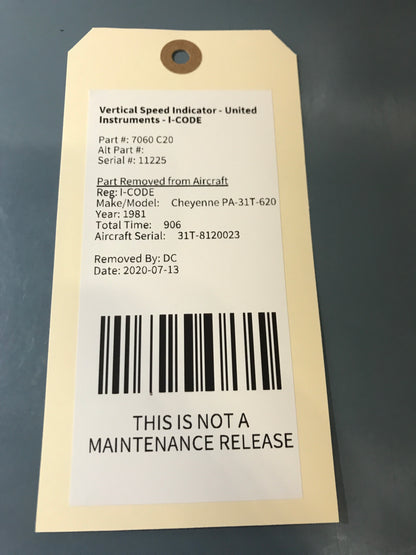 Vertical Speed Indicator - United
Instruments - I-CODE
Part #: 7060 C20
Alt Part #:
Serial #: 11225
Part Removed from Aircraft
Reg: I-CODE
Make/Model: Cheyenne PA-31T-620
Year: 1981
Total Time: 906
Aircraft Serial: 31T-8120023
Removed By: DC
Date: 2020-07-13
THIS IS NOT A
MAINTENANCE RELEASE